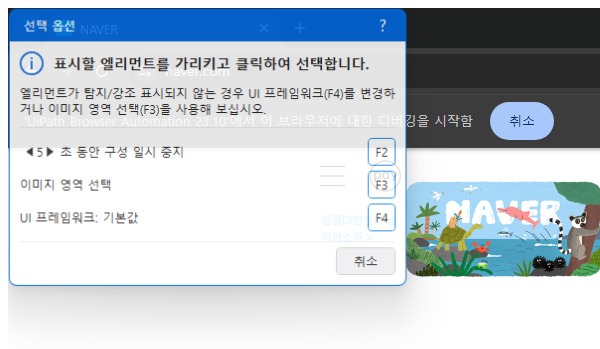 선택 옵션
NAVER
?
표시할 엘리먼트를 가리키고 클릭하여 선택합니다.
naver.com
엘리먼트가 탐지/강조 표시되지 않는 경우 UI 프레임워크(F4)를 변경하
거나 이미지 영역 선택(F3)을 사용해 보십시오.
"UiPath Browser Automation 23.10"에서 이 브라우저에 대한 디버깅을 시작함
취소
◀ 5 ▶ 초 동안 구성 일시 중지
F2
이미지 영역 선택
F3
pay
NAVER
UI 프레임워크: 기본값
F4
작가소개 >
취소